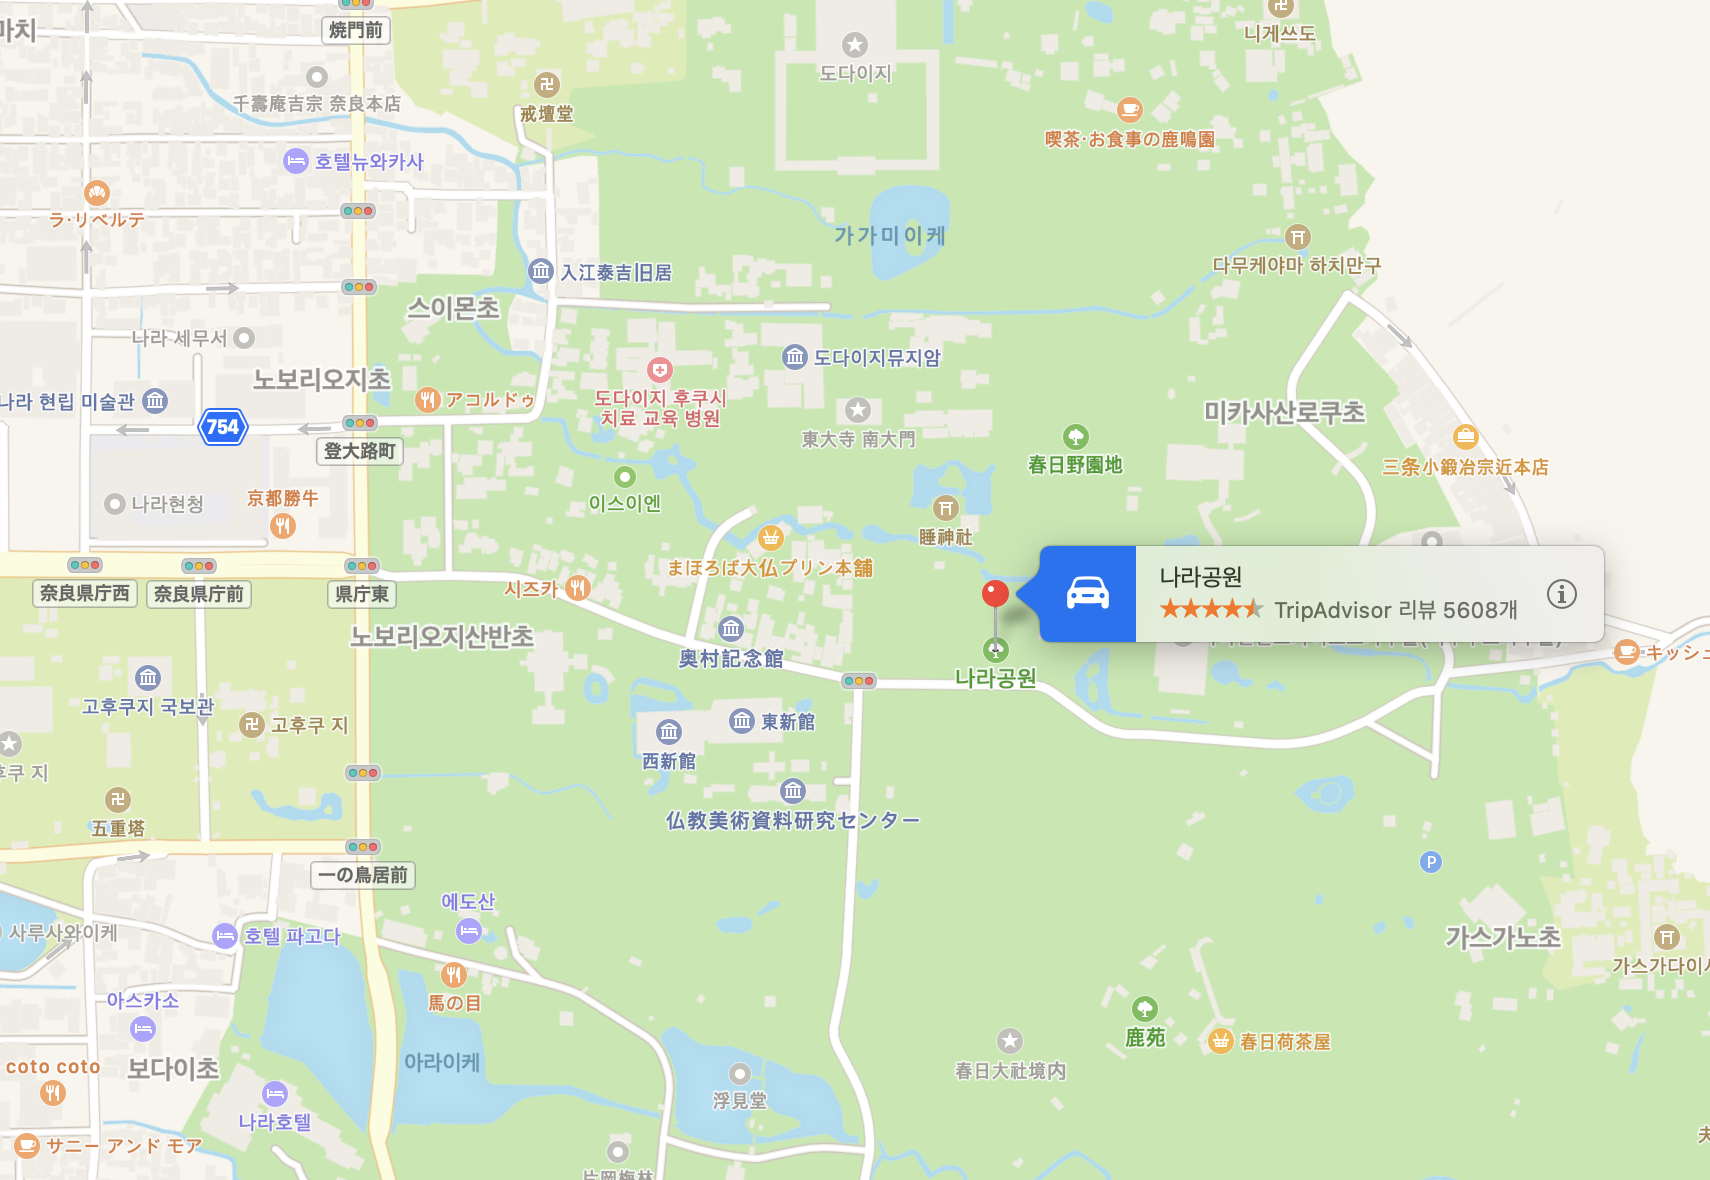 마치
焼門前
도다이지
니게쓰도
千壽庵吉宗 奈良本店
戒壇堂
喫茶·お食事の鹿鳴園
호텔뉴와카사
ラ·リベルテ
가가미이케
다무케야마 하치만구
入江泰吉旧居
스이몬초
나라 세무서
도다이지뮤지암
노보리오지초
나라 현립 미술관
アコルドゥ
도다이지 후쿠시
치료 교육 병원
미카사산로쿠초
754
東大寺 南大門
登大路町
春日野園地
三条小鍛冶宗近本店
나라현청
京都勝牛
이스이엔
睡神社
まほろば大仏プリン本舗
나라공원
TripAdvisor 리뷰 5608개
奈良県庁西
奈良県庁前
県庁東
시즈카
노보리오지산반초
奥村記念館
나라공원
キッシュ
고후쿠지 국보관
고후쿠 지
東新館
西新館
후쿠 지
五重塔
仏教美術資料研究センター
一の鳥居前
에도산
사루사와이케
호텔 파고다
가스가노초
가스가다이샤
馬の目
아스카소
鹿苑
春日荷茶屋
아라이케
보다이초
coto coto
春日大社境内
浮見堂
나라호텔
サニー アンド モア
夫
片岡梅林